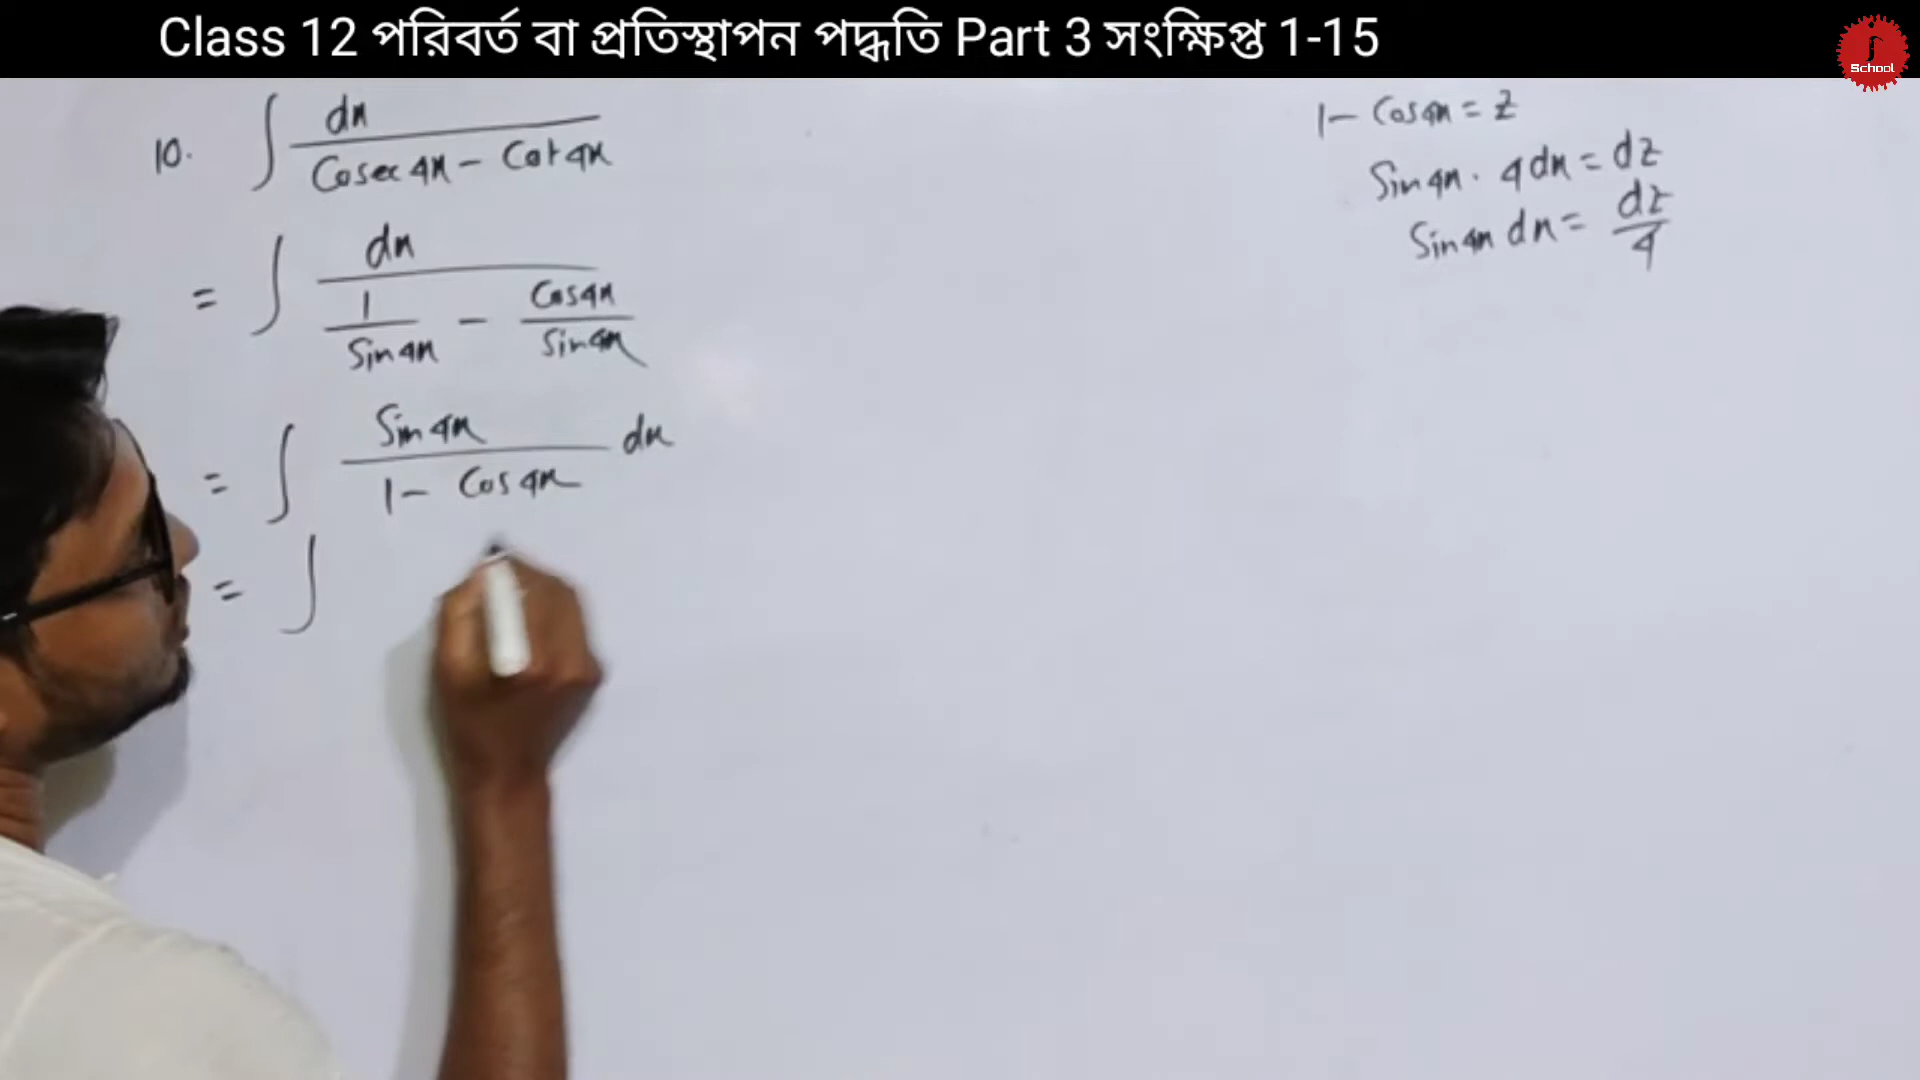 Class 12 পরিবর্ত বা প্রতিস্থাপন পদ্ধতি Part 3 সংক্ষিপ্ত 1-15
School
10. ∫ dx / (Cosec 4x − Cot 4x)
= ∫ dx / (1/Sin 4x − Cos 4x/Sin 4x)
= ∫ Sin 4x / (1 − Cos 4x) dx
= ∫
1 − Cos 4x = z
Sin 4x · 4dx = dz
Sin 4x dx = dz/4